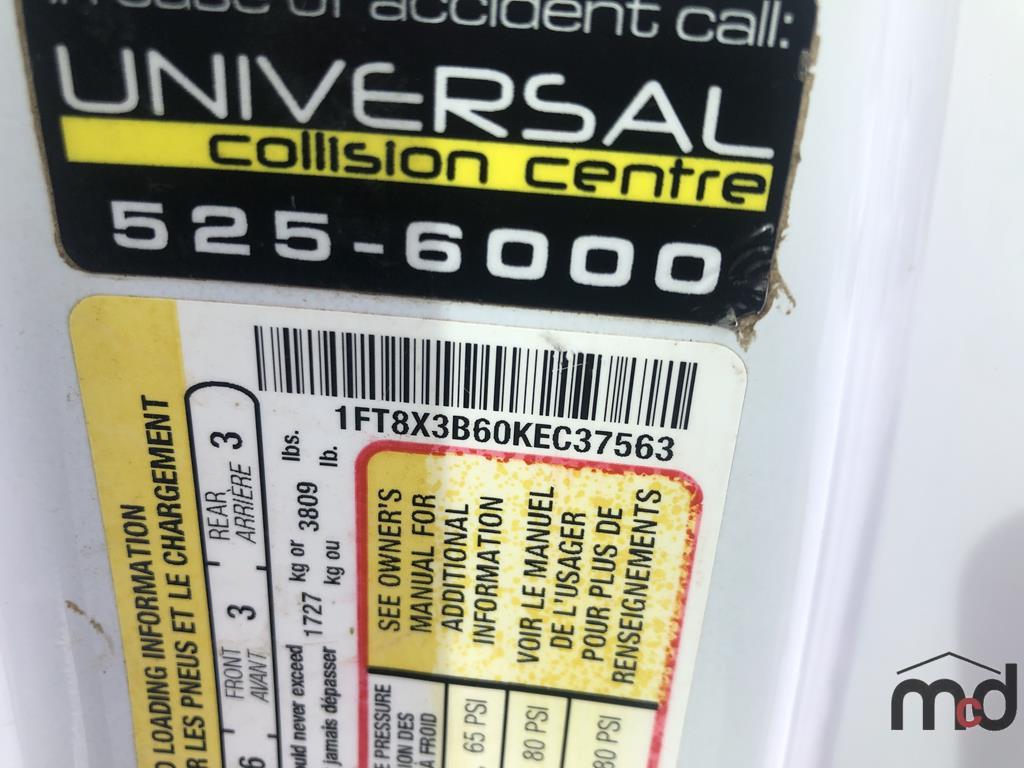 in case of accident call:
UNIVERSAL
collision centre
525-6000
1FT8X3B60KEC37563
LOADING INFORMATION
LES PNEUS ET LE CHARGEMENT
FRONT 3 REAR 3
AVANT ARRIÈRE
never exceed 1727 kg or 3809 lbs.
jamais dépasser kg ou lb.
SEE OWNER'S
MANUAL FOR
ADDITIONAL
INFORMATION
VOIR LE MANUEL
DE L'USAGER
POUR PLUS DE
RENSEIGNEMENTS
PRESSURE
DES
FROID
65 PSI
80 PSI
80 PSI
mcd